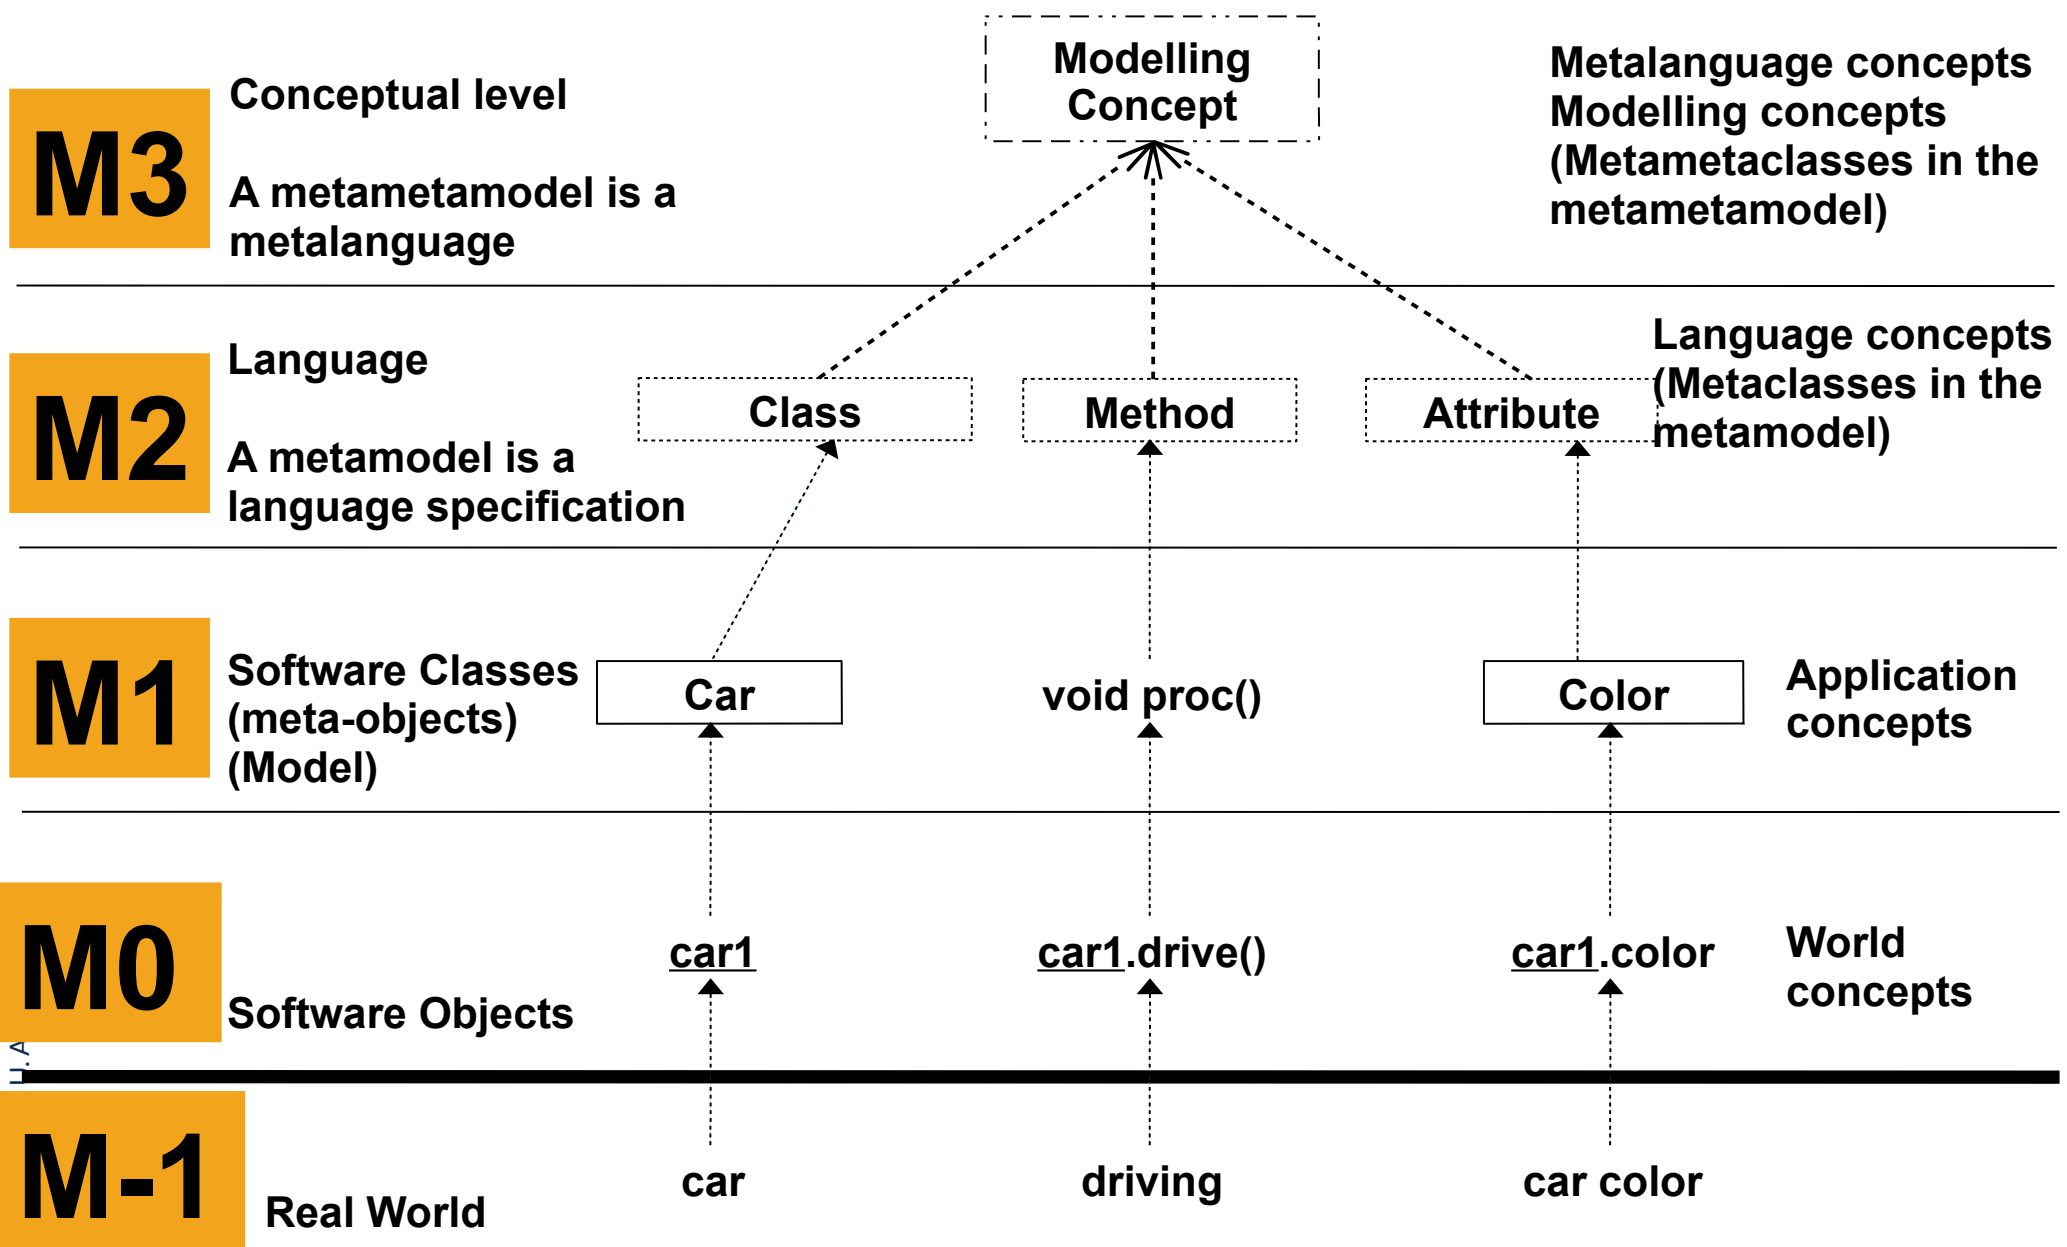 Modelling
Concept
Metalanguage concepts
Modelling concepts
(Metametaclasses in the
metametamodel)
M3
Conceptual level
A metametamodel is a
metalanguage
M2
Language
A metamodel is a
language specification
Class
Method
Attribute
Language concepts
(Metaclasses in the
metamodel)
M1
Software Classes
(meta-objects)
(Model)
Car
void proc()
Color
Application
concepts
M0
Software Objects
car1
car1.drive()
car1.color
World
concepts
M-1
Real World
car
driving
car color